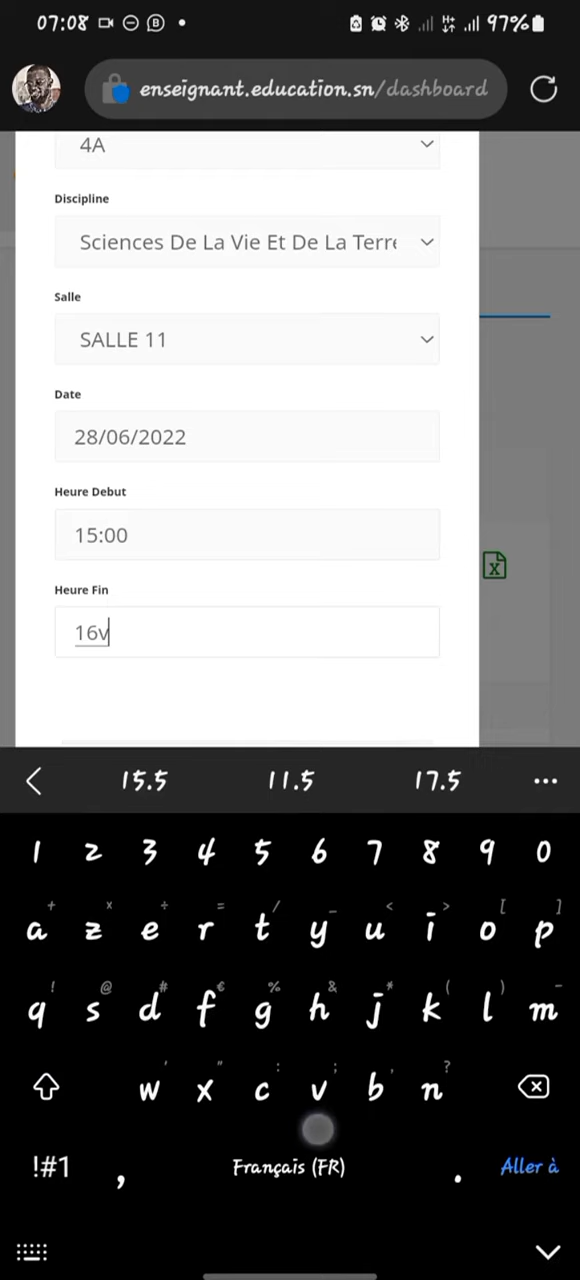 07:08 97%
enseignant.education.sn/dashboard
4A
Discipline
Sciences De La Vie Et De La Terre
Salle
SALLE 11
Date
28/06/2022
Heure Debut
15:00
Heure Fin
16v
15.5 11.5 17.5
1 2 3 4 5 6 7 8 9 0
+ × ÷ = / _ < > [ ]
a z e r t y u i o p
! @ # € % & * ( ) -
q s d f g h j k l m
' " : ; , ?
w x c v b n
!#1 , Français (FR) . Aller à